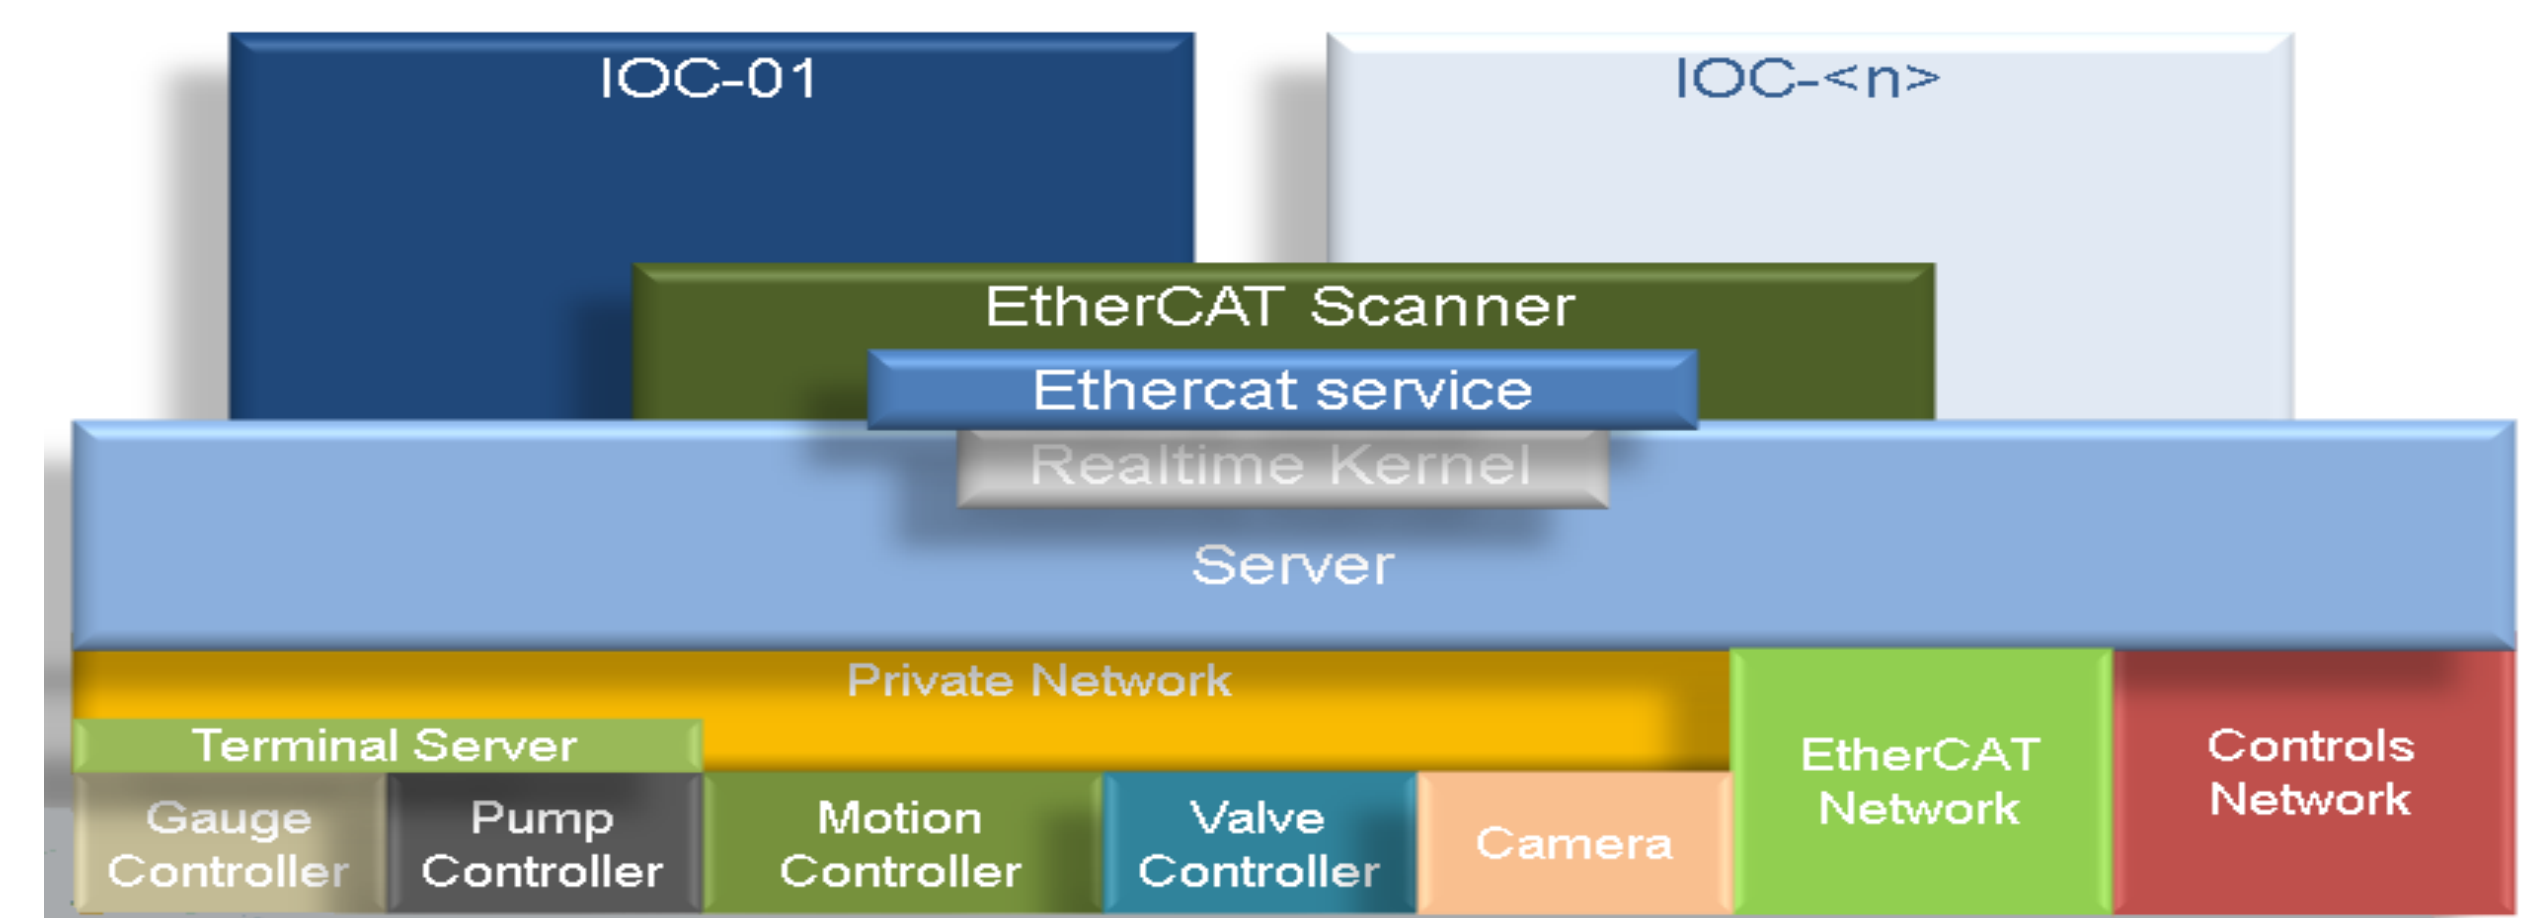 IOC-01
IOC-<n>
EtherCAT Scanner
Ethercat service
Realtime Kernel
Server
Private Network
Terminal Server
Gauge
Controller
Pump
Controller
Motion
Controller
Valve
Controller
Camera
EtherCAT
Network
Controls
Network